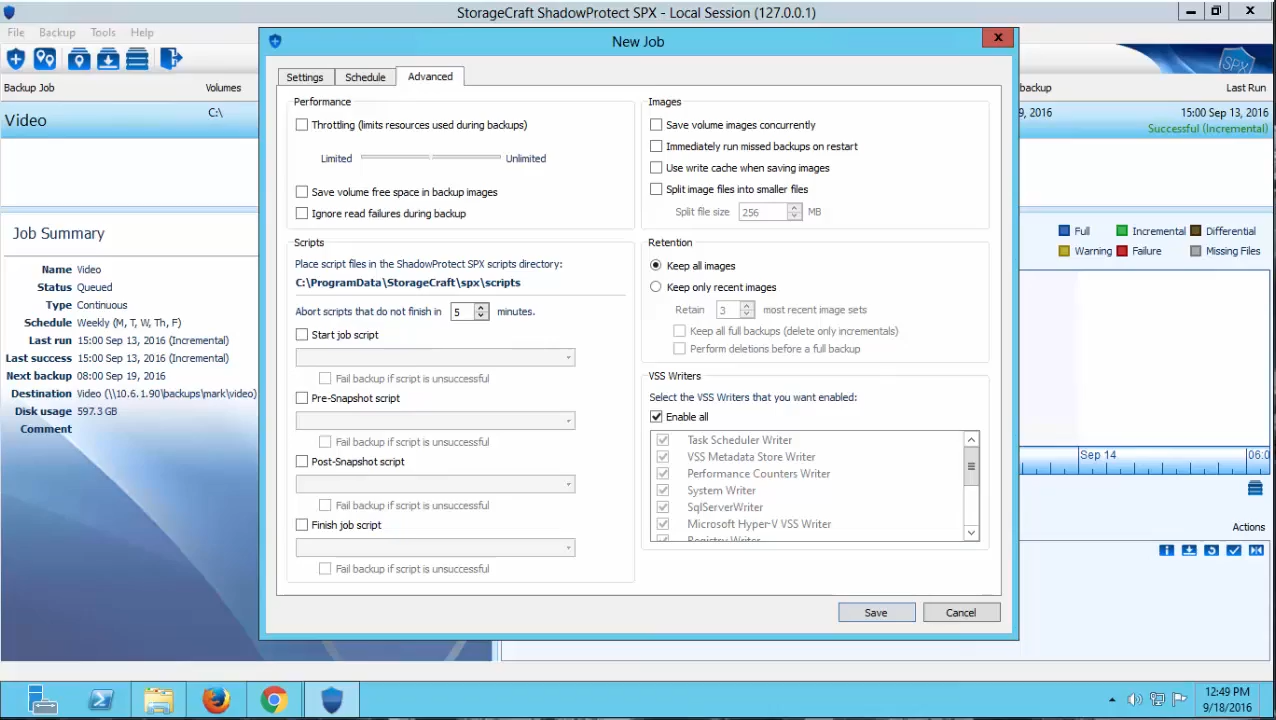 StorageCraft ShadowProtect SPX - Local Session (127.0.0.1)
File Backup Tools Help
SPX
Backup Job Volumes
Last Run
Video C:\
15:00 Sep 13, 2016
Successful (Incremental)
Job Summary
Name Video
Status Queued
Type Continuous
Schedule Weekly (M, T, W, Th, F)
Last run 15:00 Sep 13, 2016 (Incremental)
Last success 15:00 Sep 13, 2016 (Incremental)
Next backup 08:00 Sep 19, 2016
Destination Video (\\10.6.1.90\backups\mark\video)
Disk usage 597.3 GB
Comment
New Job
Settings Schedule Advanced
Performance
Throttling (limits resources used during backups)
Limited Unlimited
Save volume free space in backup images
Ignore read failures during backup
Scripts
Place script files in the ShadowProtect SPX scripts directory:
C:\ProgramData\StorageCraft\spx\scripts
Abort scripts that do not finish in 5 minutes.
Start job script
Fail backup if script is unsuccessful
Pre-Snapshot script
Fail backup if script is unsuccessful
Post-Snapshot script
Fail backup if script is unsuccessful
Finish job script
Fail backup if script is unsuccessful
Images
Save volume images concurrently
Immediately run missed backups on restart
Use write cache when saving images
Split image files into smaller files
Split file size 256 MB
Retention
Keep all images
Keep only recent images
Retain 3 most recent image sets
Keep all full backups (delete only incrementals)
Perform deletions before a full backup
VSS Writers
Select the VSS Writers that you want enabled:
Enable all
Task Scheduler Writer
VSS Metadata Store Writer
Performance Counters Writer
System Writer
SqlServerWriter
Microsoft Hyper-V VSS Writer
Registry Writer
Save Cancel
backup
9, 2016
Full Incremental Differential
Warning Failure Missing Files
Sep 14 06:0
Actions
12:49 PM
9/18/2016